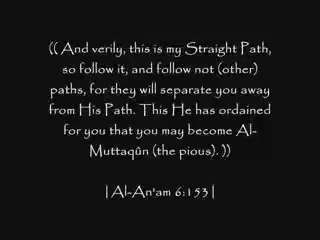 (( And verily, this is my Straight Path,
so follow it, and follow not (other)
paths, for they will separate you away
from His Path. This He has ordained
for you that you may become Al-
Muttaqûn (the pious). ))
|Al-An'am 6:153|